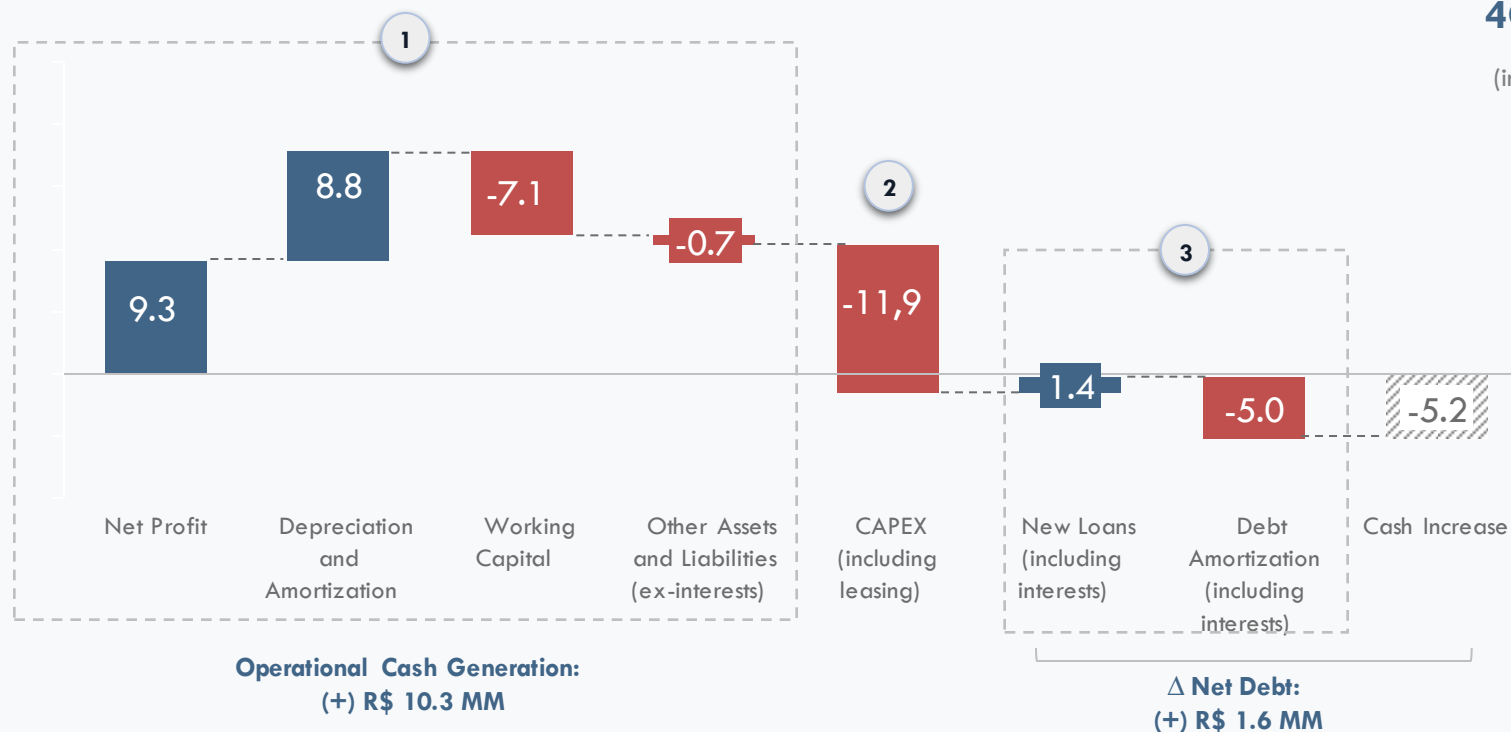 1
2
3
9.3
8.8
-7.1
-0.7
-11,9
1.4
-5.0
-5.2
Net Profit
Depreciation
and
Amortization
Working
Capital
Other Assets
and Liabilities
(ex-interests)
CAPEX
(including
leasing)
New Loans
(including
interests)
Debt
Amortization
(including
interests)
Cash Increase
Operational Cash Generation:
(+) R$ 10.3 MM
Δ Net Debt:
(+) R$ 1.6 MM